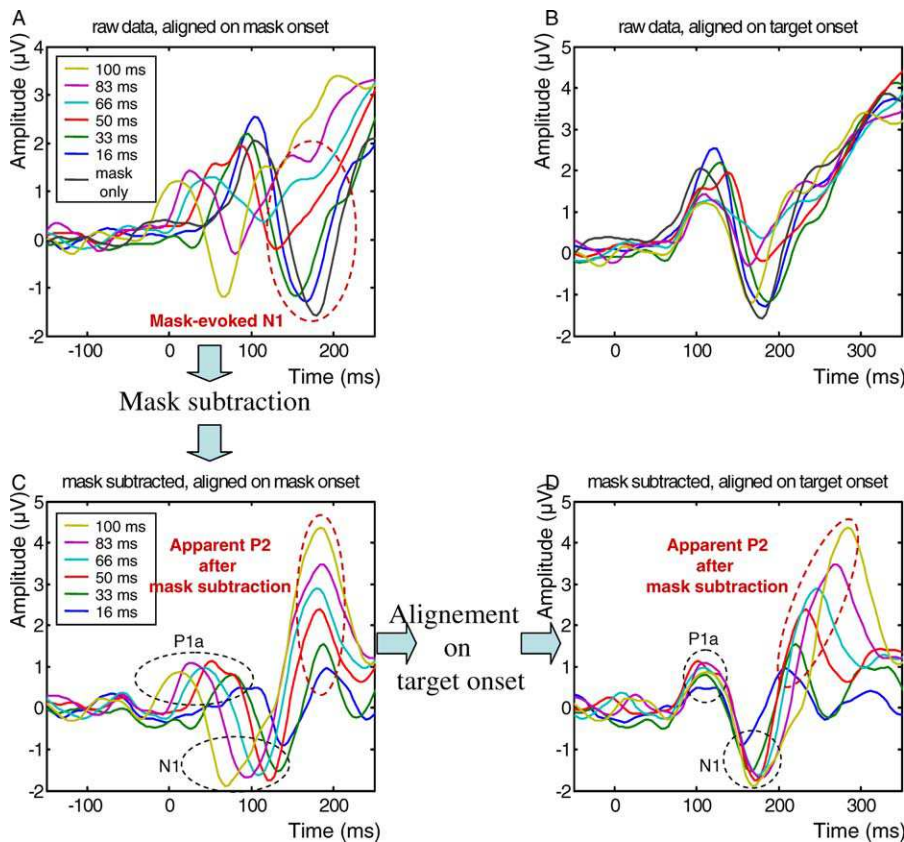 A
raw data, aligned on mask onset
Amplitude (µV)
4
3
2
1
0
-1
-2
100 ms
83 ms
66 ms
50 ms
33 ms
16 ms
mask
only
Mask-evoked N1
-100
0
100
200
Time (ms)
B
raw data, aligned on target onset
Amplitude (µV)
5
4
3
2
1
0
-1
-2
0
100
200
300
Time (ms)
Mask subtraction
C
mask subtracted, aligned on mask onset
Amplitude (µV)
5
4
3
2
1
0
-1
-2
100 ms
83 ms
66 ms
50 ms
33 ms
16 ms
Apparent P2
after
mask subtraction
P1a
N1
-100
0
100
200
Time (ms)
Alignement
on
target onset
D
mask subtracted, aligned on target onset
Amplitude (µV)
5
4
3
2
1
0
-1
-2
Apparent P2
after
mask subtraction
P1a
N1
0
100
200
300
Time (ms)